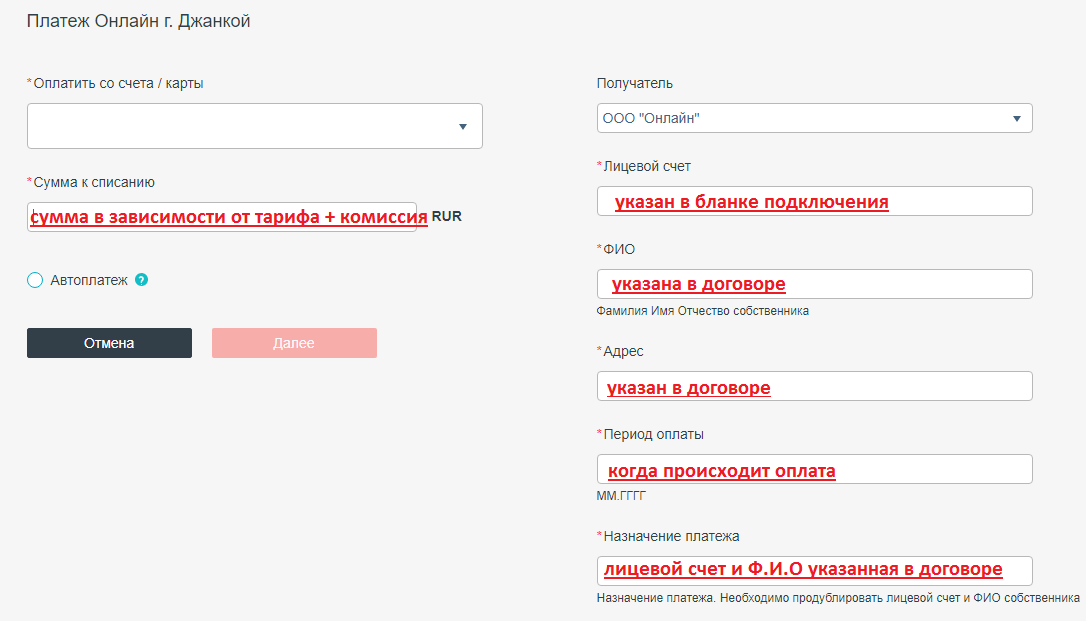 Платеж Онлайн г. Джанкой
*Оплатить со счета / карты
*Сумма к списанию
сумма в зависимости от тарифа + комиссия RUR
Автоплатеж ?
Отмена Далее
Получатель
ООО "Онлайн"
*Лицевой счет
указан в бланке подключения
*ФИО
указана в договоре
Фамилия Имя Отчество собственника
*Адрес
указан в договоре
*Период оплаты
когда происходит оплата
ММ.ГГГГ
*Назначение платежа
лицевой счет и Ф.И.О указанная в договоре
Назначение платежа. Необходимо продублировать лицевой счет и ФИО собственника